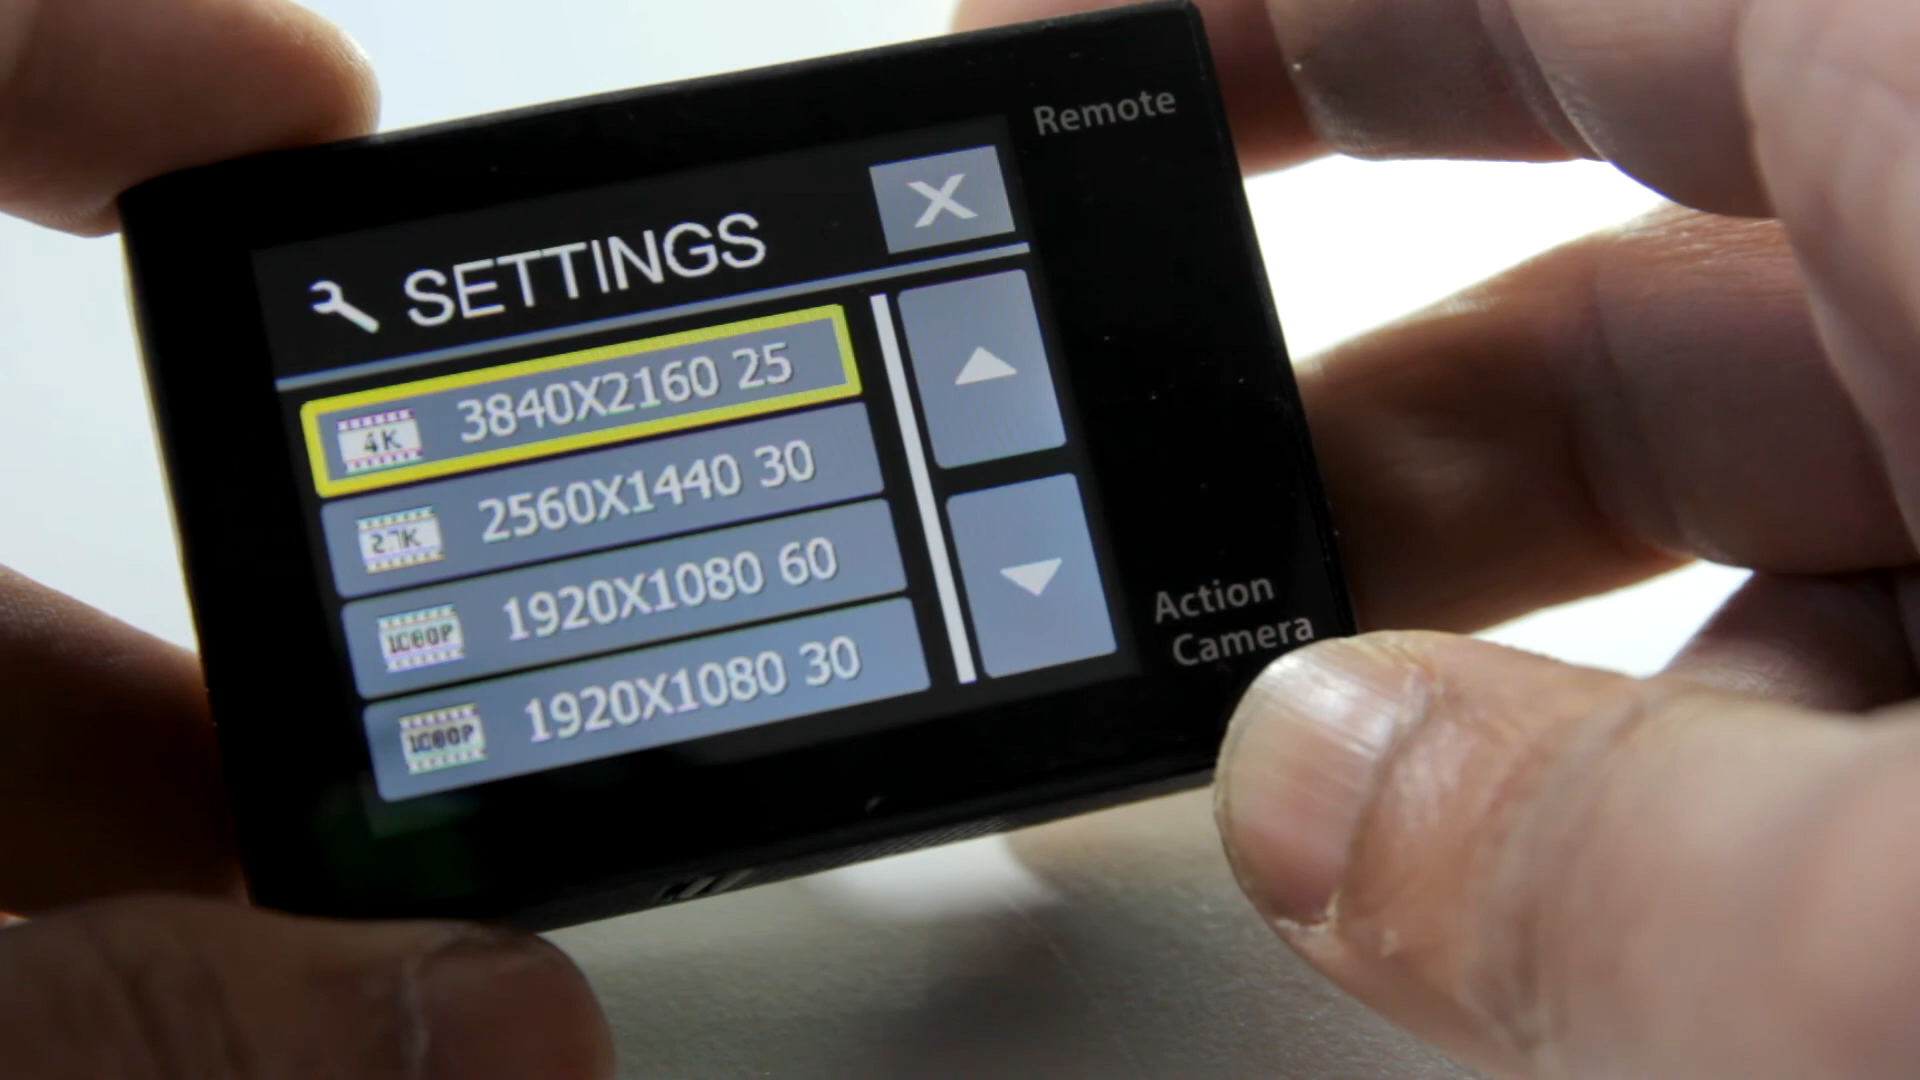 Remote
X
SETTINGS
4K 3840X2160 25
2.7K 2560X1440 30
1080P 1920X1080 60
1080P 1920X1080 30
Action
Camera